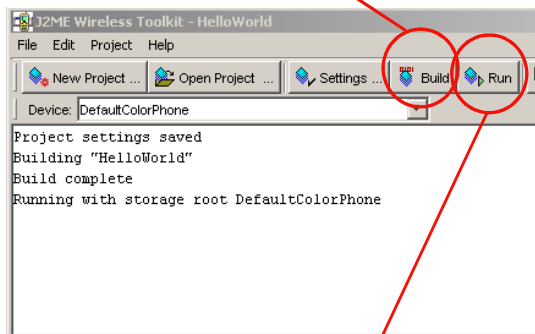 J2ME Wireless Toolkit - HelloWorld
File Edit Project Help
New Project ... Open Project ... Settings ... Build Run
Device: DefaultColorPhone
Project settings saved
Building "HelloWorld"
Build complete
Running with storage root DefaultColorPhone